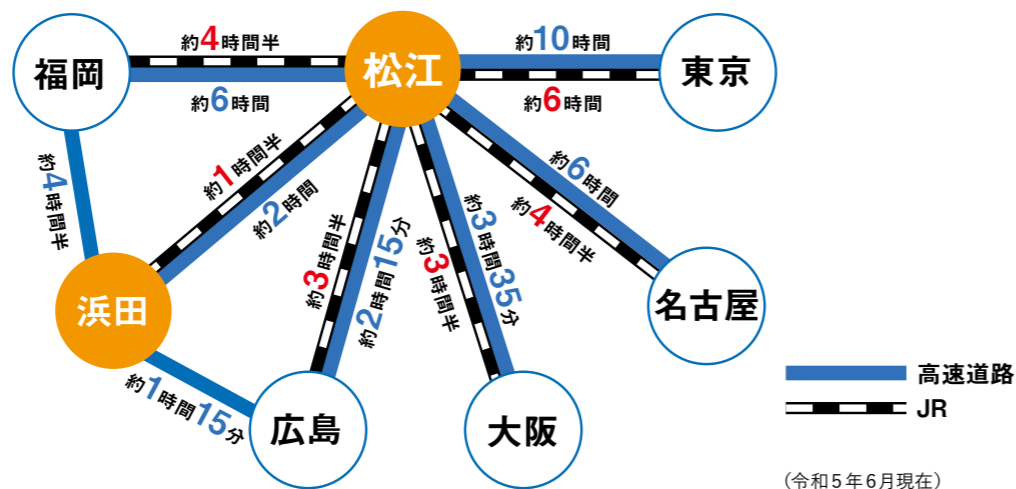 約4時間半
約10時間
福岡
松江
東京
約6時間
約6時間
約1時間半
約2時間
約4時間半
約3時間半
約2時間15分
約3時間35分
約3時間半
約6時間
約4時間半
浜田
名古屋
約1時間15分
広島
大阪
高速道路
JR
(令和5年6月現在)